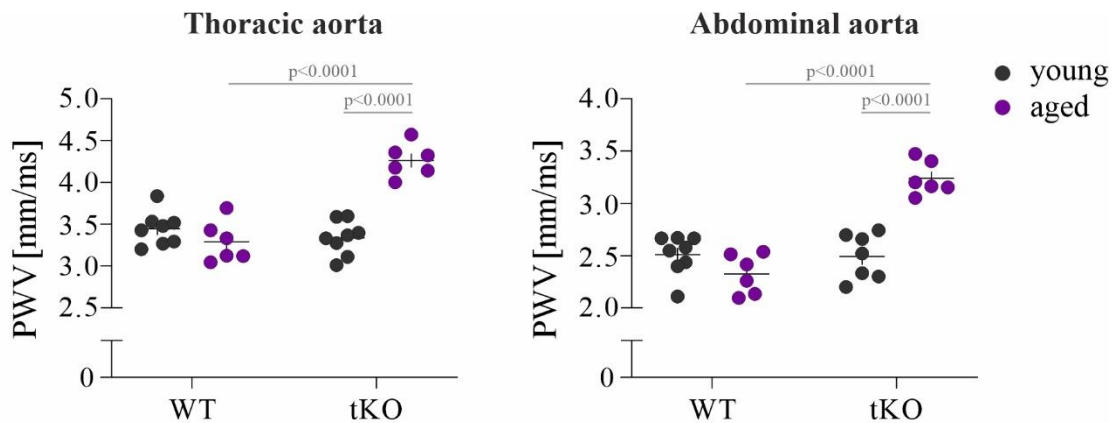 Thoracic aorta
p<0.0001
p<0.0001
PWV [mm/ms]
5.0
4.5
4.0
3.5
3.0
2.5
0
WT
tKO
Abdominal aorta
p<0.0001
p<0.0001
PWV [mm/ms]
4.0
3.5
3.0
2.5
2.0
0
WT
tKO
young
aged